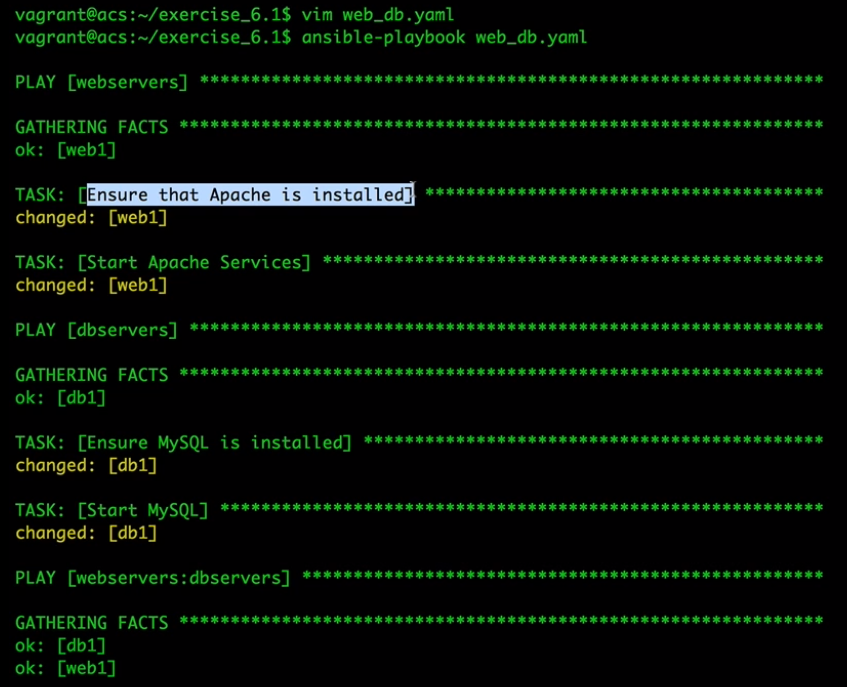 vagrant@acs:~/exercise_6.1$ vim web_db.yaml
vagrant@acs:~/exercise_6.1$ ansible-playbook web_db.yaml
PLAY [webservers] *************************************************************
GATHERING FACTS ***************************************************************
ok: [web1]
TASK: [Ensure that Apache is installed] ***************************************
changed: [web1]
TASK: [Start Apache Services] *************************************************
changed: [web1]
PLAY [dbservers] **************************************************************
GATHERING FACTS ***************************************************************
ok: [db1]
TASK: [Ensure MySQL is installed] *********************************************
changed: [db1]
TASK: [Start MySQL] ***********************************************************
changed: [db1]
PLAY [webservers:dbservers] ***************************************************
GATHERING FACTS ***************************************************************
ok: [db1]
ok: [web1]